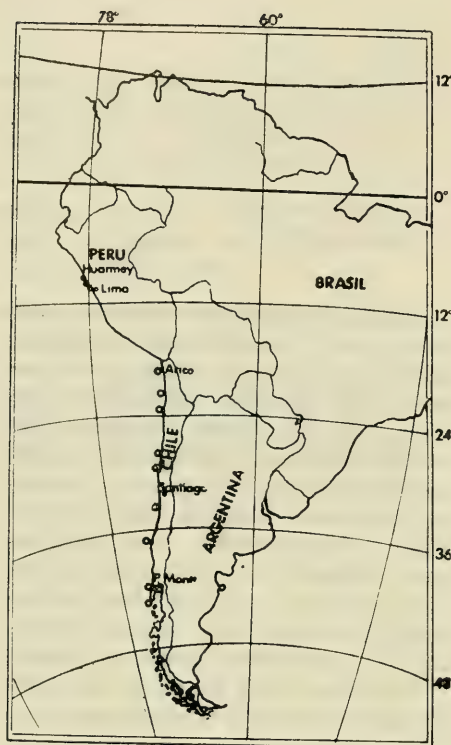 78° 60°
12°
0°
PERU
Huarmey
Lima
BRASIL
12°
Arica
24°
CHILE
Santiago
ARGENTINA
36°
Montt
48°